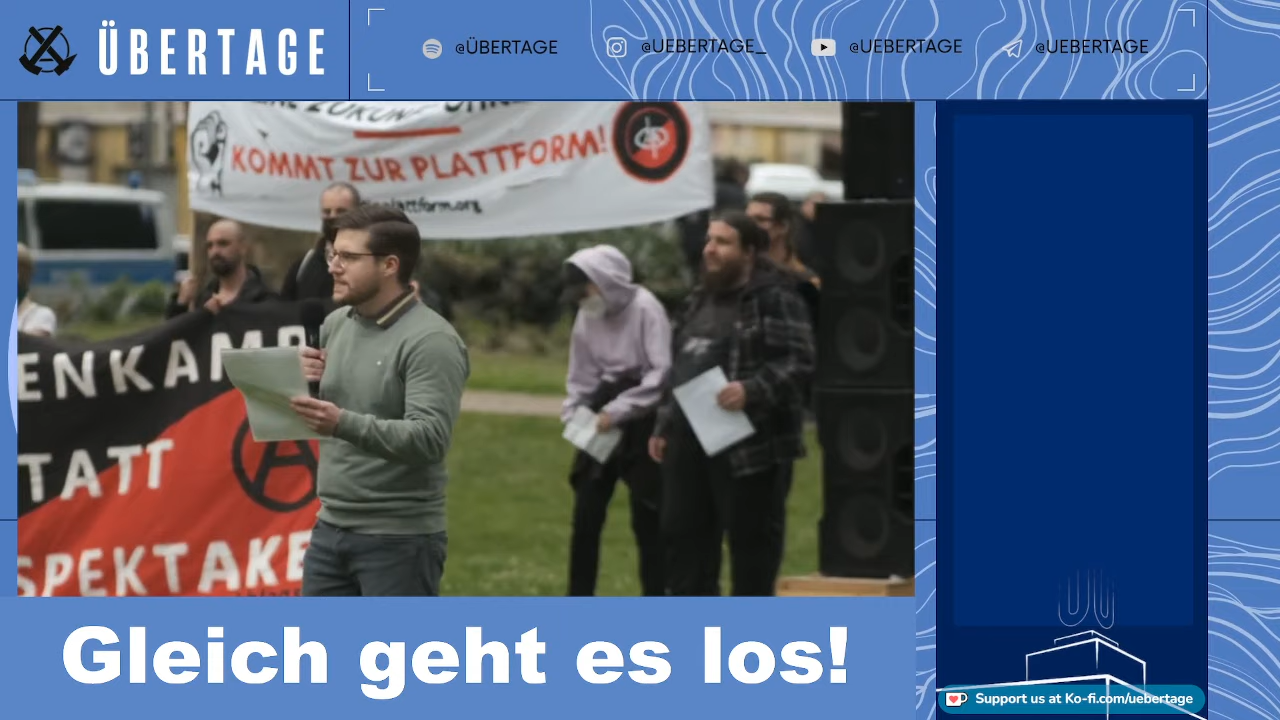 ÜBERTAGE
@ÜBERTAGE
@UEBERTAGE_
@UEBERTAGE
@UEBERTAGE
KOMMT ZUR PLATTFORM!
ENKAMP
TATT
SPEKTAKE
Gleich geht es los!
Support us at Ko-fi.com/uebertage